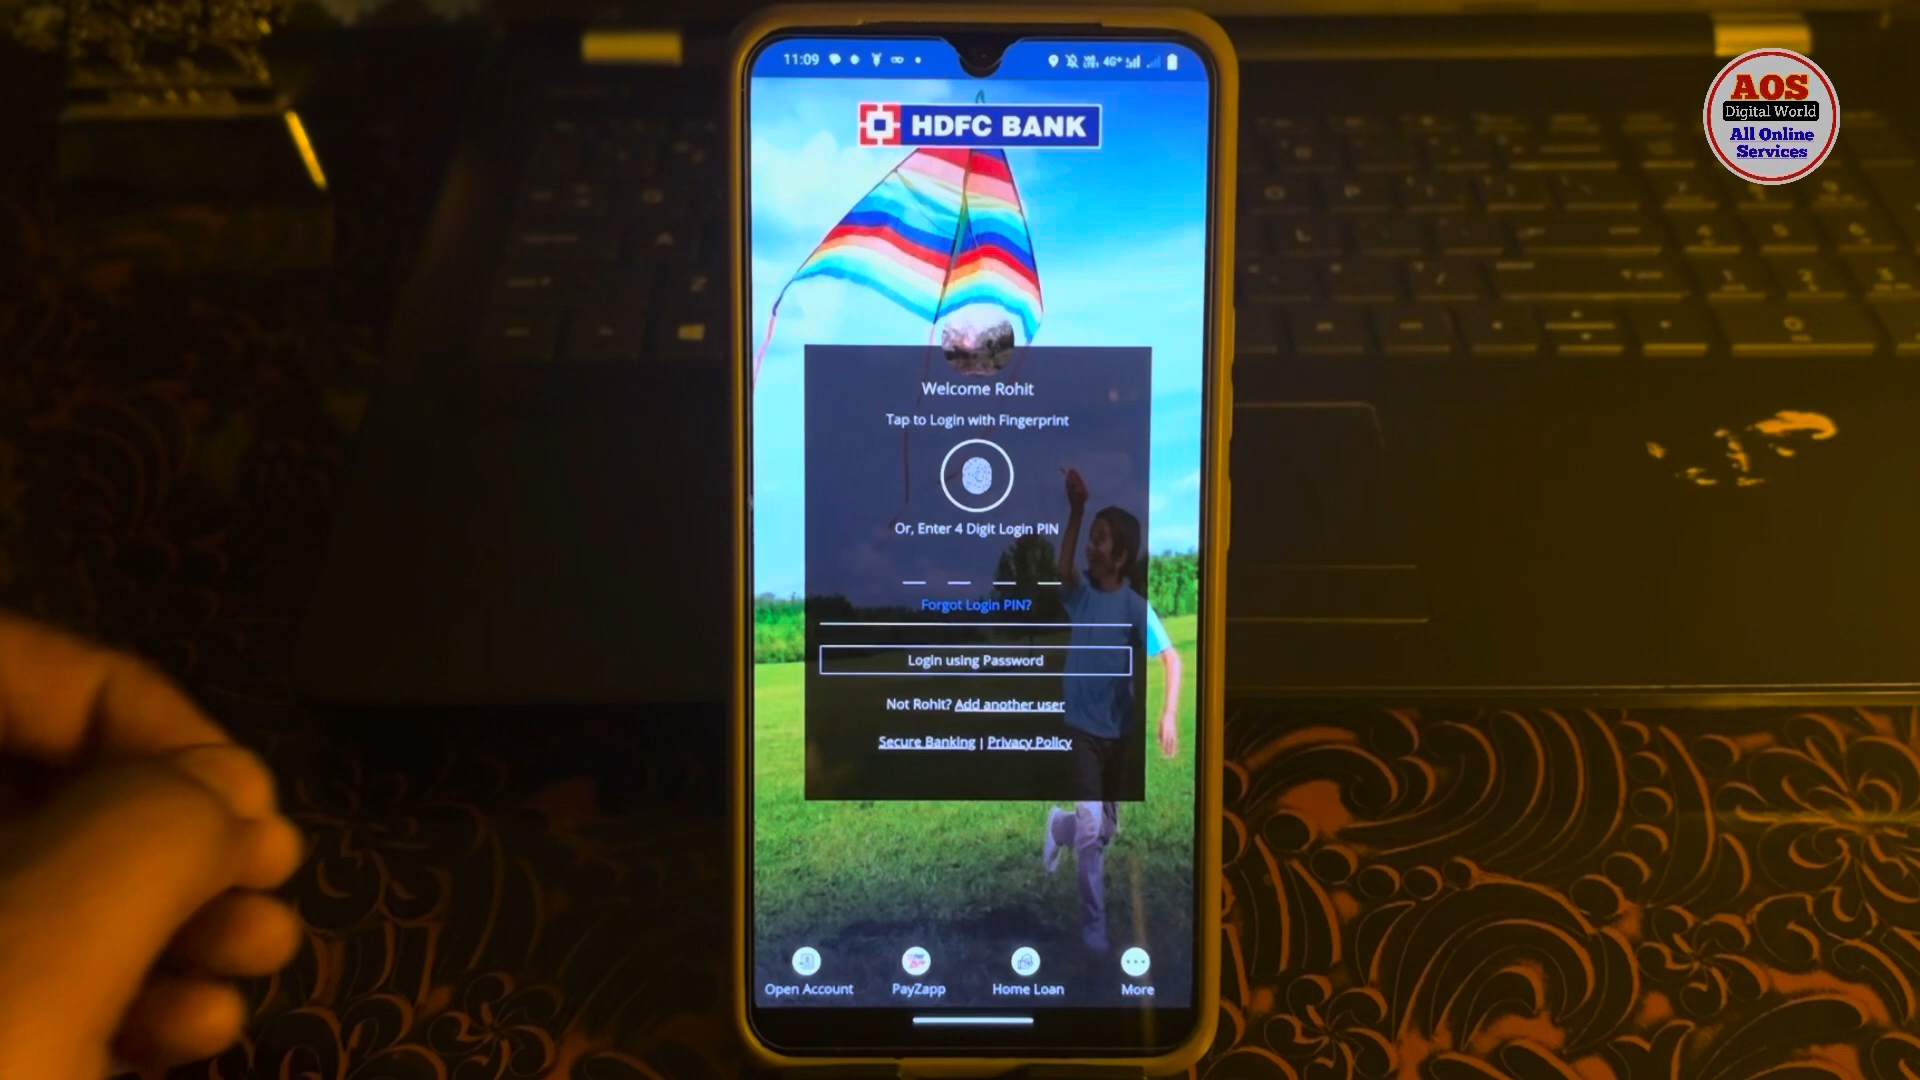 11:09
4G+
HDFC BANK
Welcome Rohit
Tap to Login with Fingerprint
Or, Enter 4 Digit Login PIN
Forgot Login PIN?
Login using Password
Not Rohit? Add another user
Secure Banking | Privacy Policy
Open Account
PayZapp
Home Loan
More
AOS
Digital World
All Online
Services